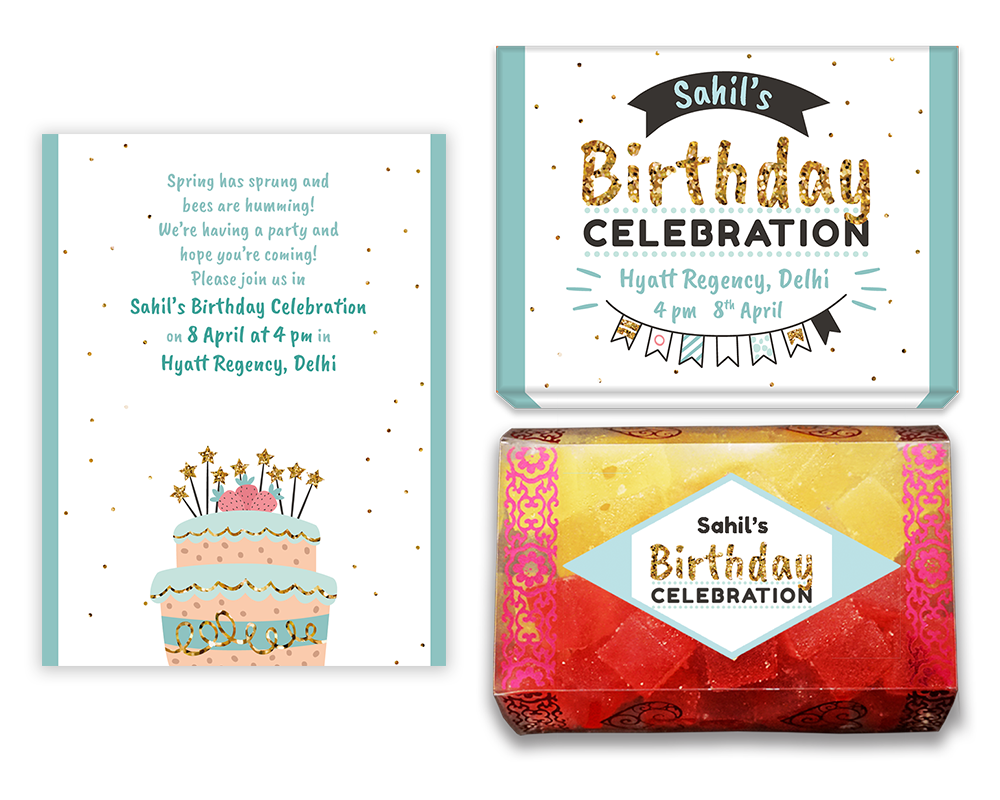 Spring has sprung and
bees are humming!
We're having a party and
hope you're coming!
Please join us in
Sahil's Birthday Celebration
on 8 April at 4 pm in
Hyatt Regency, Delhi
Sahil's
Birthday
CELEBRATION
Hyatt Regency, Delhi
4 pm 8th April
Sahil's
Birthday
CELEBRATION